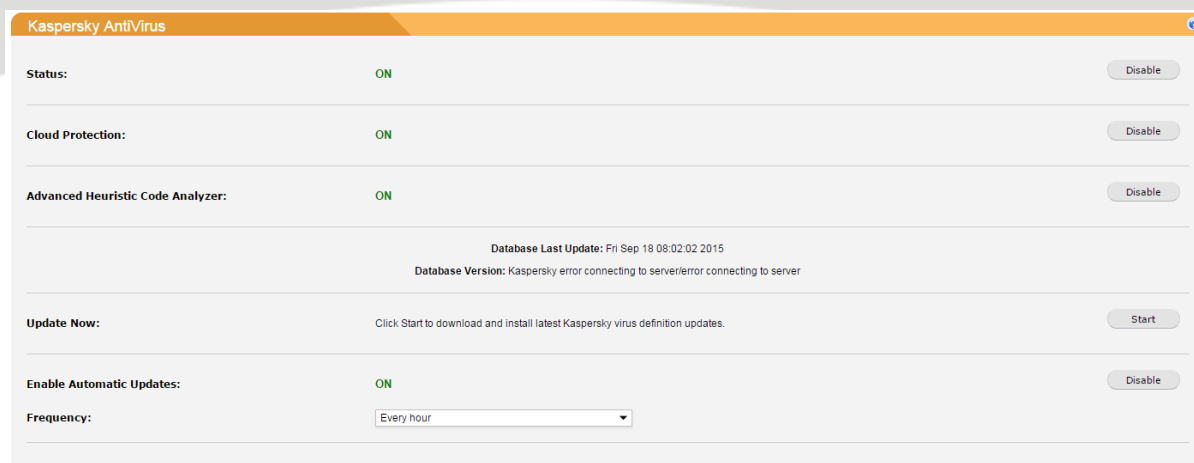 Kaspersky AntiVirus
Status: ON Disable
Cloud Protection: ON Disable
Advanced Heuristic Code Analyzer: ON Disable
Database Last Update: Fri Sep 18 08:02:02 2015
Database Version: Kaspersky error connecting to server/error connecting to server
Update Now: Click Start to download and install latest Kaspersky virus definition updates. Start
Enable Automatic Updates: ON Disable
Frequency: Every hour